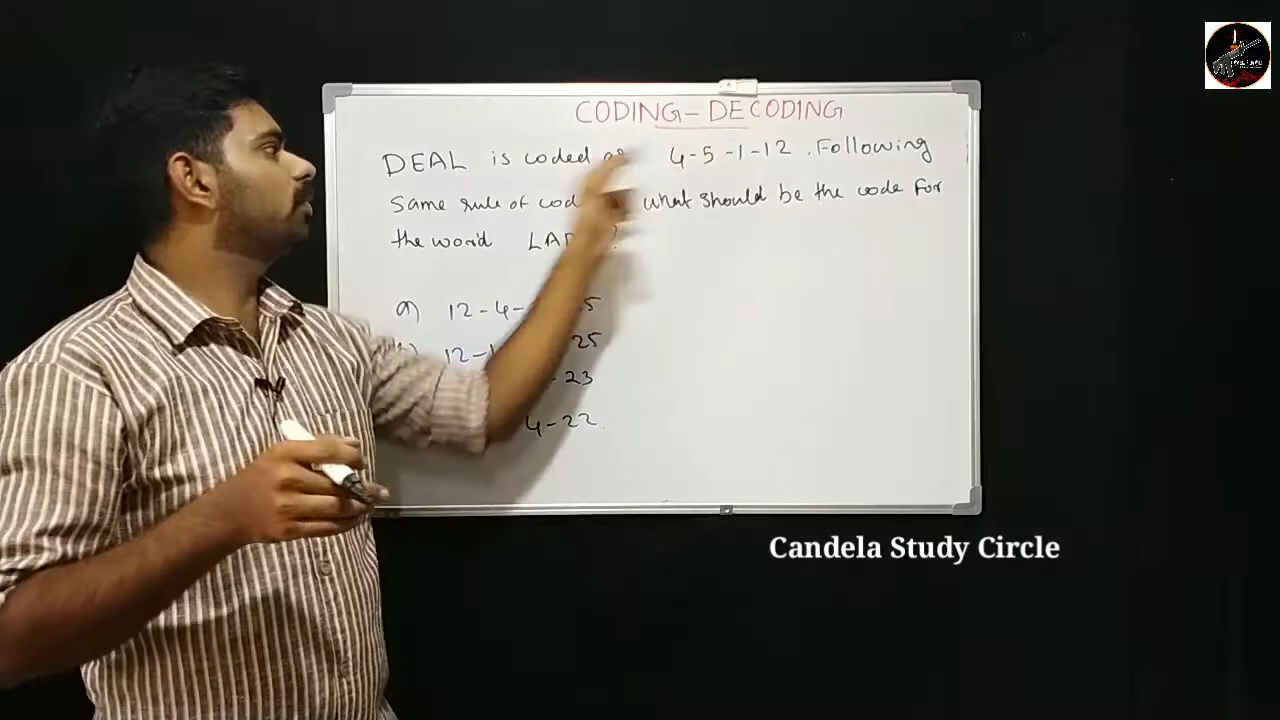 CODING-DECODING
DEAL is coded as 4-5-1-12. Following
Same rule of cod what should be the code for
the word LAD ?
a) 12-4- 5
b) 12-1 25
- 23
4-22.
Candela Study Circle